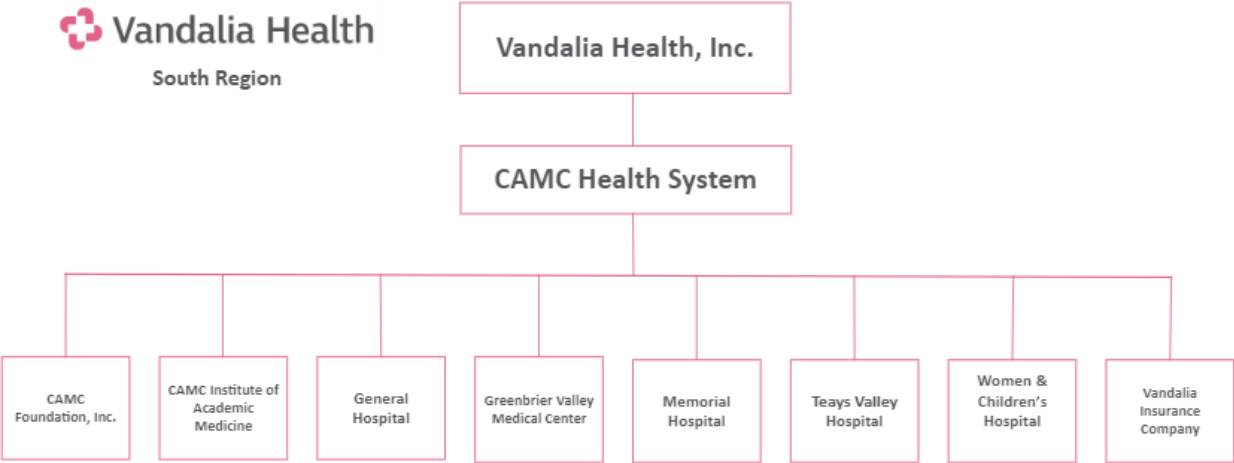 Vandalia Health
South Region
Vandalia Health, Inc.
CAMC Health System
CAMC
Foundation, Inc.
CAMC Institute of
Academic
Medicine
General
Hospital
Greenbrier Valley
Medical Center
Memorial
Hospital
Teays Valley
Hospital
Women &
Children's
Hospital
Vandalia
Insurance
Company